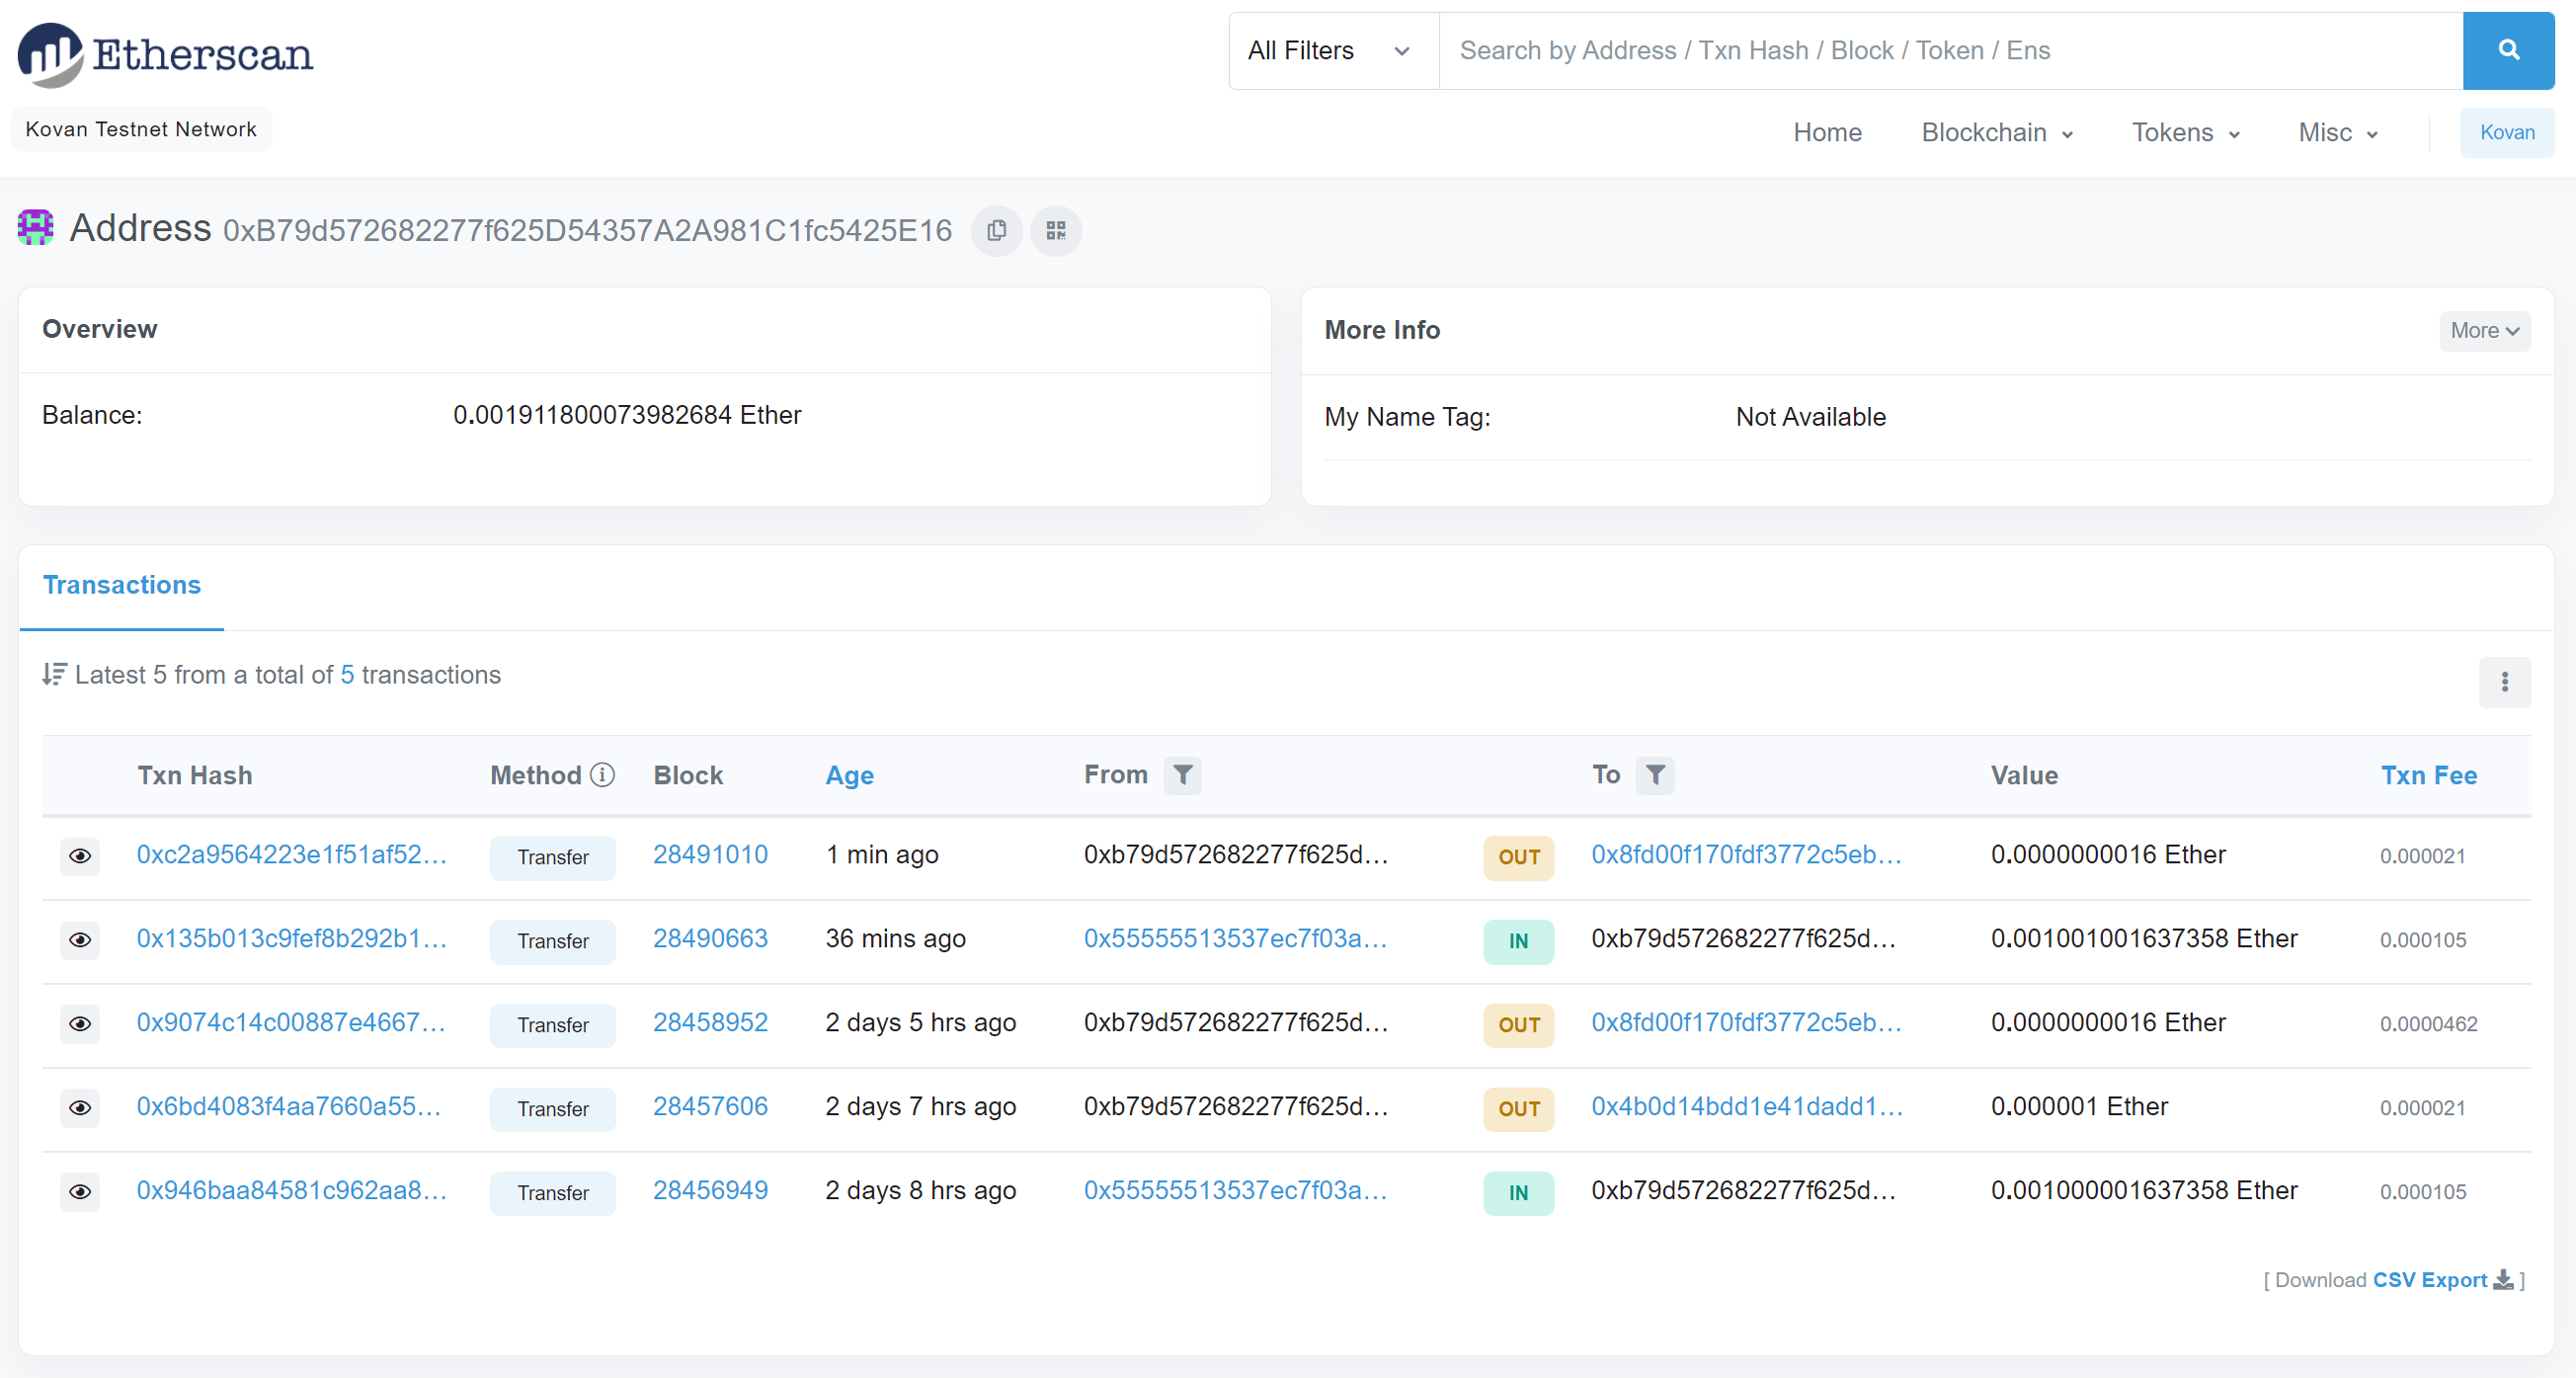 Etherscan
All Filters Search by Address / Txn Hash / Block / Token / Ens
Kovan Testnet Network
Home Blockchain Tokens Misc Kovan
Address 0xB79d572682277f625D54357A2A981C1fc5425E16
Overview
Balance: 0.001911800073982684 Ether
More Info More
My Name Tag: Not Available
Transactions
Latest 5 from a total of 5 transactions
Txn Hash Method Block Age From To Value Txn Fee
0xc2a9564223e1f51af52... Transfer 28491010 1 min ago 0xb79d572682277f625d... OUT 0x8fd00f170fdf3772c5eb... 0.0000000016 Ether 0.000021
0x135b013c9fef8b292b1... Transfer 28490663 36 mins ago 0x55555513537ec7f03a... IN 0xb79d572682277f625d... 0.001001001637358 Ether 0.000105
0x9074c14c00887e4667... Transfer 28458952 2 days 5 hrs ago 0xb79d572682277f625d... OUT 0x8fd00f170fdf3772c5eb... 0.0000000016 Ether 0.0000462
0x6bd4083f4aa7660a55... Transfer 28457606 2 days 7 hrs ago 0xb79d572682277f625d... OUT 0x4b0d14bdd1e41dadd1... 0.000001 Ether 0.000021
0x946baa84581c962aa8... Transfer 28456949 2 days 8 hrs ago 0x55555513537ec7f03a... IN 0xb79d572682277f625d... 0.001000001637358 Ether 0.000105
[ Download CSV Export ]